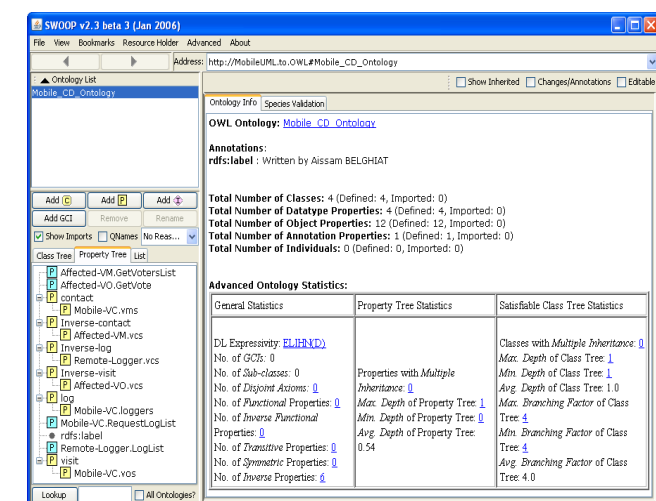 SWOOP v2.3 beta 3 (Jan 2006)
File View Bookmarks Resource Holder Advanced About
Address: http://MobileUML.to.OWL#Mobile_CD_Ontology
Ontology List
Mobile_CD_Ontology
Add C Add P Add I
Add GCI Remove Rename
Show Imports QNames No Reas...
Class Tree Property Tree List
P Affected-VM.GetVotersList
P Affected-VO.GetVote
P contact
P Mobile-VC.vms
P Inverse-contact
P Affected-VM.vcs
P Inverse-log
P Remote-Logger.vcs
P Inverse-visit
P Affected-VO.vcs
P log
P Mobile-VC.loggers
P Mobile-VC.RequestLogList
rdfs:label
P Remote-Logger.LogList
P visit
P Mobile-VC.vos
Lookup All Ontologies?
Show Inherited Changes/Annotations Editable
Ontology Info Species Validation
OWL Ontology: Mobile_CD_Ontology
Annotations:
rdfs:label : Written by Aissam BELGHIAT
Total Number of Classes: 4 (Defined: 4, Imported: 0)
Total Number of Datatype Properties: 4 (Defined: 4, Imported: 0)
Total Number of Object Properties: 12 (Defined: 12, Imported: 0)
Total Number of Annotation Properties: 1 (Defined: 1, Imported: 0)
Total Number of Individuals: 0 (Defined: 0, Imported: 0)
Advanced Ontology Statistics:
General Statistics
DL Expressivity: ELIHN(D)
No. of GCIs: 0
No. of Sub-classes: 0
No. of Disjoint Axioms: 0
No. of Functional Properties: 0
No. of Inverse Functional
Properties: 0
No. of Transitive Properties: 0
No. of Symmetric Properties: 0
No. of Inverse Properties: 6
Property Tree Statistics
Properties with Multiple
Inheritance: 0
Max. Depth of Property Tree: 1
Min. Depth of Property Tree: 0
Avg. Depth of Property Tree:
0.54
Satisfiable Class Tree Statistics
Classes with Multiple Inheritance: 0
Max. Depth of Class Tree: 1
Min. Depth of Class Tree: 1
Avg. Depth of Class Tree: 1.0
Max. Branching Factor of Class
Tree: 4
Min. Branching Factor of Class
Tree: 4
Avg. Branching Factor of Class
Tree: 4.0